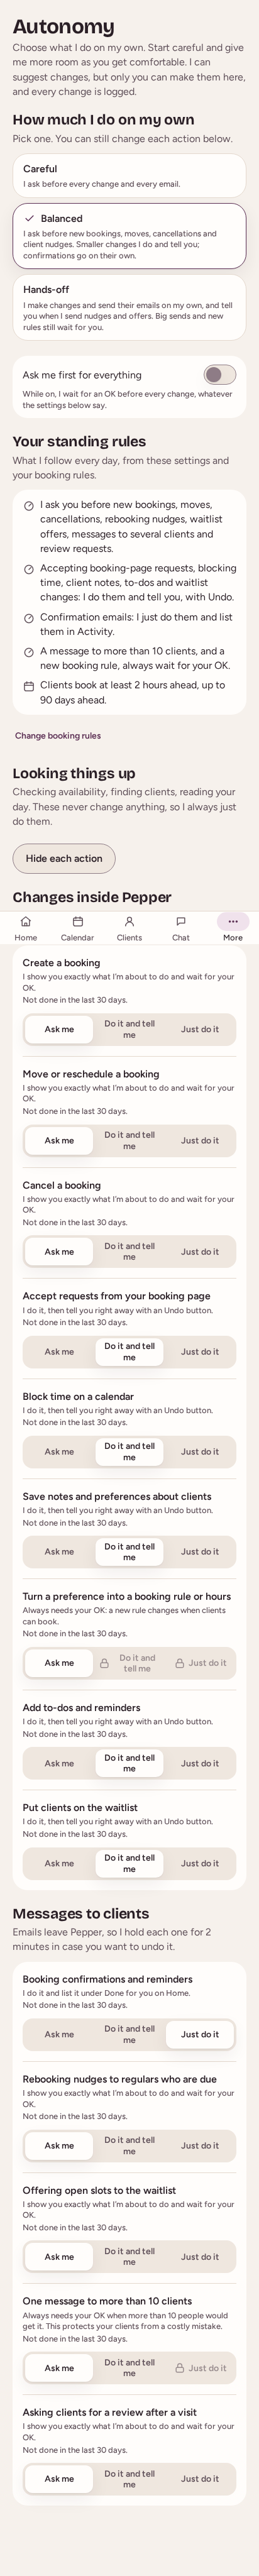 Autonomy
Choose what I do on my own. Start careful and give
me more room as you get comfortable. I can
suggest changes, but only you can make them here,
and every change is logged.
How much I do on my own
Pick one. You can still change each action below.
Careful
I ask before every change and every email.
Balanced
I ask before new bookings, moves, cancellations and
client nudges. Smaller changes I do and tell you;
confirmations go on their own.
Hands-off
I make changes and send their emails on my own, and tell
you when I send nudges and offers. Big sends and new
rules still wait for you.
Ask me first for everything
While on, I wait for an OK before every change, whatever
the settings below say.
Your standing rules
What I follow every day, from these settings and
your booking rules.
I ask you before new bookings, moves,
cancellations, rebooking nudges, waitlist
offers, messages to several clients and
review requests.
Accepting booking-page requests, blocking
time, client notes, to-dos and waitlist
changes: I do them and tell you, with Undo.
Confirmation emails: I just do them and list
them in Activity.
A message to more than 10 clients, and a
new booking rule, always wait for your OK.
Clients book at least 2 hours ahead, up to
90 days ahead.
Change booking rules
Looking things up
Checking availability, finding clients, reading your
day. These never change anything, so I always just
do them.
Hide each action
Changes inside Pepper
Home
Calendar
Clients
Chat
More
Create a booking
I show you exactly what I'm about to do and wait for your
OK.
Not done in the last 30 days.
Ask me
Do it and tell
me
Just do it
Move or reschedule a booking
I show you exactly what I'm about to do and wait for your
OK.
Not done in the last 30 days.
Ask me
Do it and tell
me
Just do it
Cancel a booking
I show you exactly what I'm about to do and wait for your
OK.
Not done in the last 30 days.
Ask me
Do it and tell
me
Just do it
Accept requests from your booking page
I do it, then tell you right away with an Undo button.
Not done in the last 30 days.
Ask me
Do it and tell
me
Just do it
Block time on a calendar
I do it, then tell you right away with an Undo button.
Not done in the last 30 days.
Ask me
Do it and tell
me
Just do it
Save notes and preferences about clients
I do it, then tell you right away with an Undo button.
Not done in the last 30 days.
Ask me
Do it and tell
me
Just do it
Turn a preference into a booking rule or hours
Always needs your OK: a new rule changes when clients
can book.
Not done in the last 30 days.
Ask me
Do it and
tell me
Just do it
Add to-dos and reminders
I do it, then tell you right away with an Undo button.
Not done in the last 30 days.
Ask me
Do it and tell
me
Just do it
Put clients on the waitlist
I do it, then tell you right away with an Undo button.
Not done in the last 30 days.
Ask me
Do it and tell
me
Just do it
Messages to clients
Emails leave Pepper, so I hold each one for 2
minutes in case you want to undo it.
Booking confirmations and reminders
I do it and list it under Done for you on Home.
Not done in the last 30 days.
Ask me
Do it and tell
me
Just do it
Rebooking nudges to regulars who are due
I show you exactly what I'm about to do and wait for your
OK.
Not done in the last 30 days.
Ask me
Do it and tell
me
Just do it
Offering open slots to the waitlist
I show you exactly what I'm about to do and wait for your
OK.
Not done in the last 30 days.
Ask me
Do it and tell
me
Just do it
One message to more than 10 clients
Always needs your OK when more than 10 people would
get it. This protects your clients from a costly mistake.
Not done in the last 30 days.
Ask me
Do it and tell
me
Just do it
Asking clients for a review after a visit
I show you exactly what I'm about to do and wait for your
OK.
Not done in the last 30 days.
Ask me
Do it and tell
me
Just do it